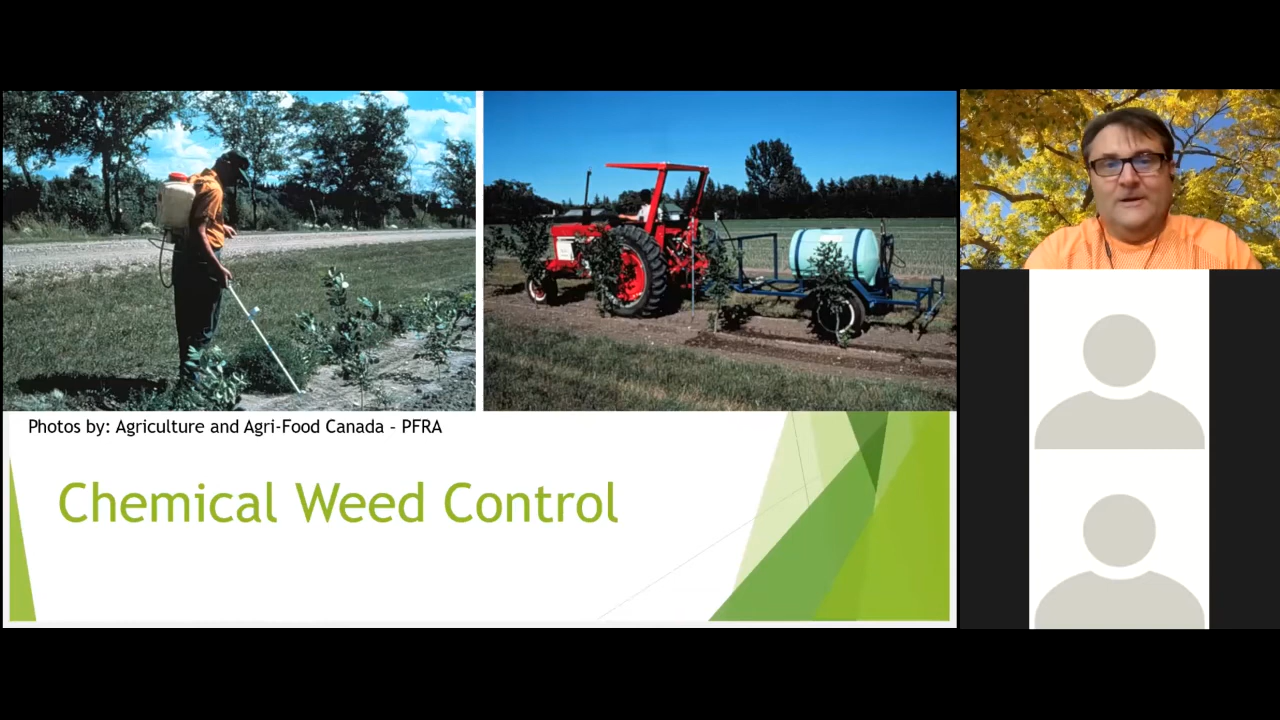 Photos by: Agriculture and Agri-Food Canada - PFRA
Chemical Weed Control